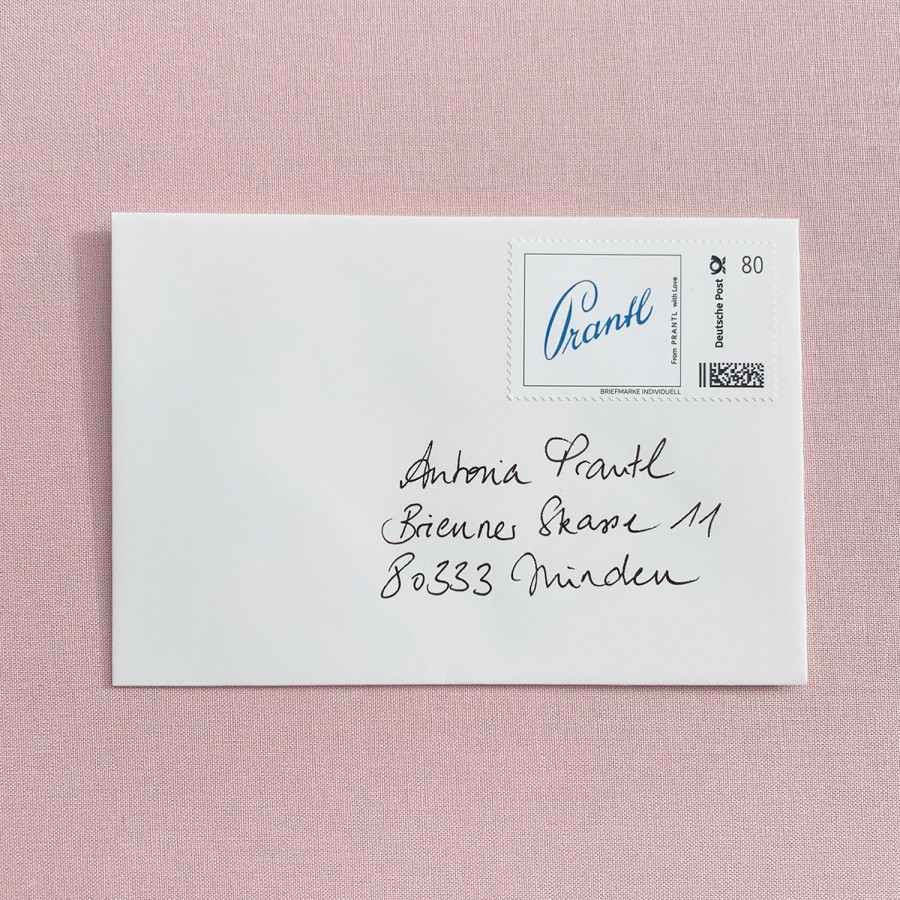 Prantl
From PRANTL with Love
Deutsche Post
80
BRIEFMARKE INDIVIDUELL
Antonia Prantl
Brienner Strasse 11
80333 München